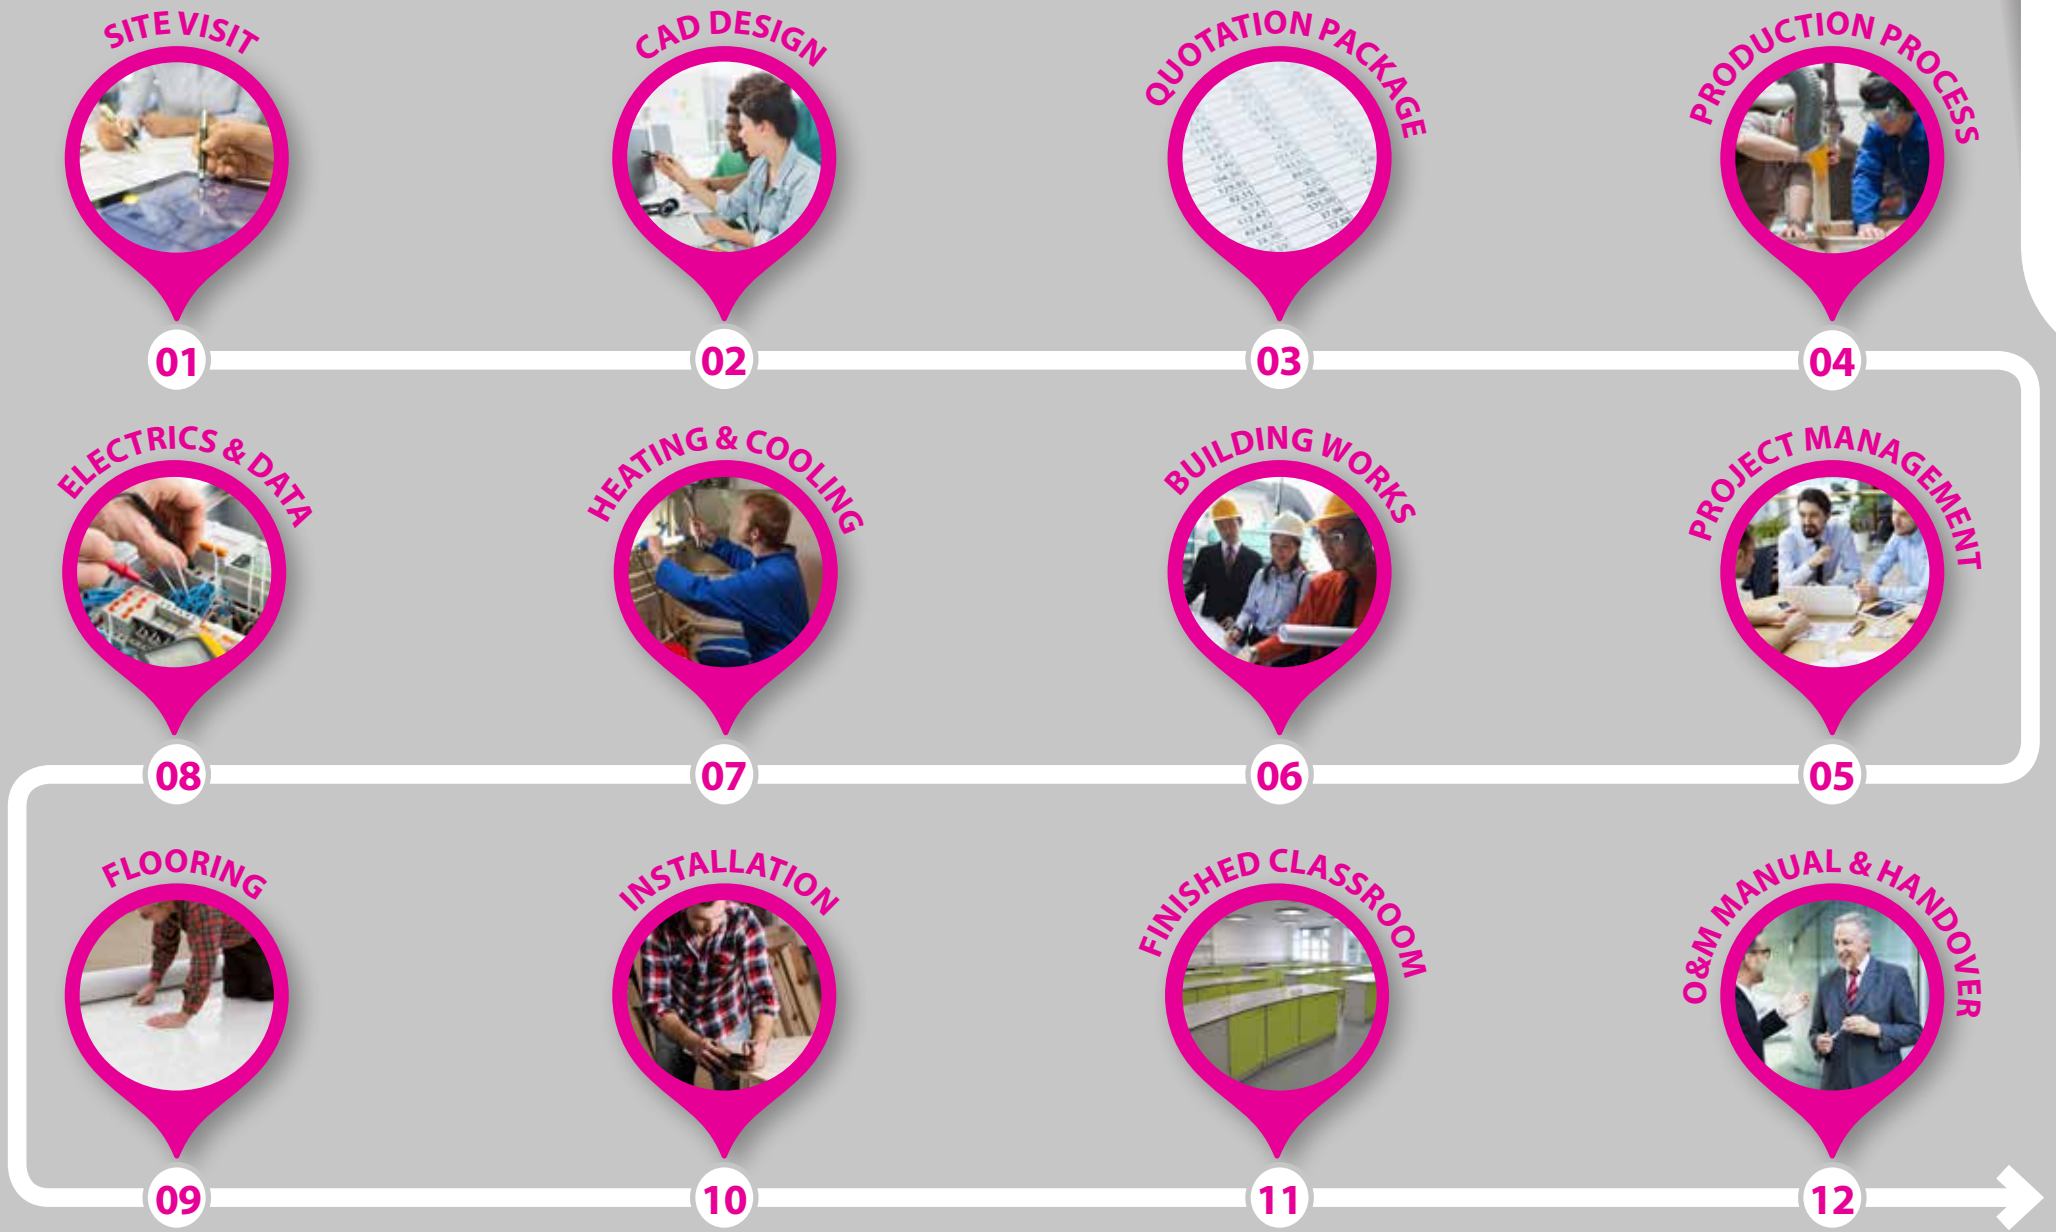 SITE VISIT
01
CAD DESIGN
02
QUOTATION PACKAGE
03
PRODUCTION PROCESS
04
PROJECT MANAGEMENT
05
BUILDING WORKS
06
HEATING & COOLING
07
ELECTRICS & DATA
08
FLOORING
09
INSTALLATION
10
FINISHED CLASSROOM
11
O&M MANUAL & HANDOVER
12